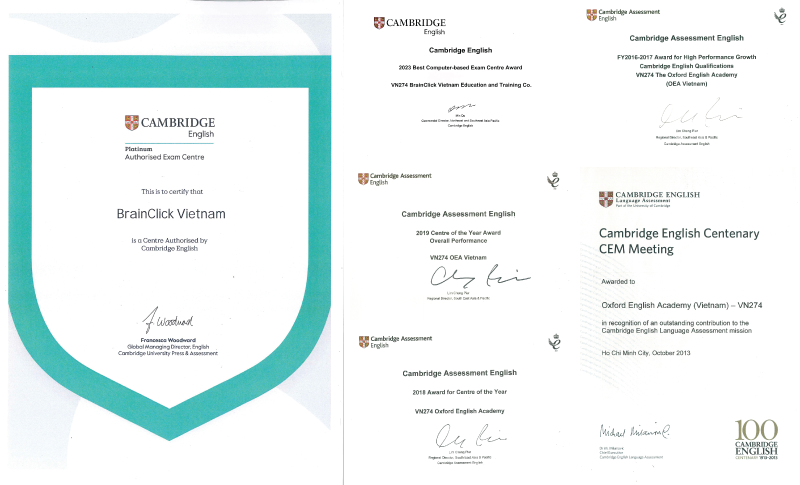 CAMBRIDGE
English
Platinum
Authorised Exam Centre
This is to certify that
BrainClick Vietnam
is a Centre Authorised by
Cambridge English
Francesca Woodward
Global Managing Director, English
Cambridge University Press & Assessment
CAMBRIDGE
English
Cambridge English
2023 Best Computer-based Exam Centre Award
VN274 BrainClick Vietnam Education and Training Co.
Cambridge English
Cambridge Assessment
English
Cambridge Assessment English
2019 Centre of the Year Award
Overall Performance
VN274 OEA Vietnam
Regional Director, South East Asia & Pacific
Cambridge Assessment
English
Cambridge Assessment English
2018 Award for Centre of the Year
VN274 Oxford English Academy
Regional Director, Southeast Asia & Pacific
Cambridge Assessment English
Cambridge Assessment
English
Cambridge Assessment English
FY2016-2017 Award for High Performance Growth
Cambridge English Qualifications
VN274 The Oxford English Academy
(OEA Vietnam)
Regional Director, Southeast Asia & Pacific
Cambridge Assessment English
CAMBRIDGE ENGLISH
Language Assessment
Part of the University of Cambridge
Cambridge English Centenary
CEM Meeting
Awarded to
Oxford English Academy (Vietnam) – VN274
in recognition of an outstanding contribution to the
Cambridge English Language Assessment mission
Ho Chi Minh City, October 2013
Chief Executive
Cambridge English Language Assessment
100
CAMBRIDGE
ENGLISH
CENTENARY 1913-2013